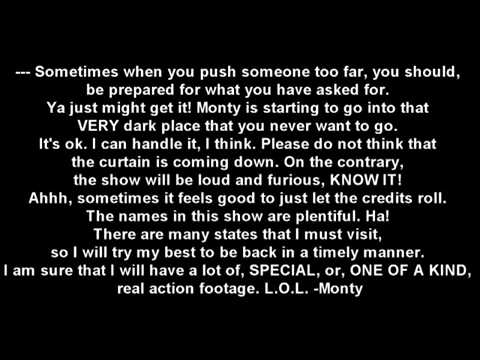 --- Sometimes when you push someone too far, you should,
be prepared for what you have asked for.
Ya just might get it! Monty is starting to go into that
VERY dark place that you never want to go.
It's ok. I can handle it, I think. Please do not think that
the curtain is coming down. On the contrary,
the show will be loud and furious, KNOW IT!
Ahhh, sometimes it feels good to just let the credits roll.
The names in this show are plentiful. Ha!
There are many states that I must visit,
so I will try my best to be back in a timely manner.
I am sure that I will have a lot of, SPECIAL, or, ONE OF A KIND,
real action footage. L.O.L. -Monty